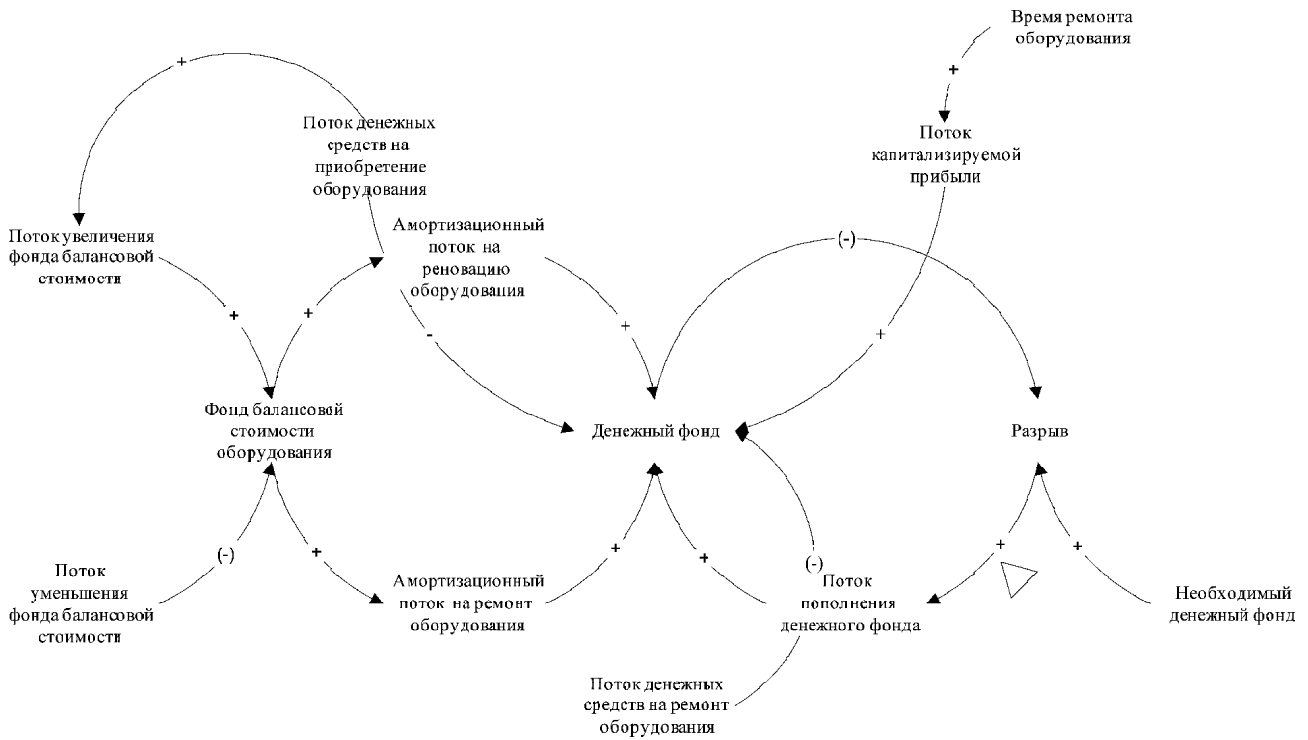 Время ремонта
оборудования
+
+
Поток денежных
средств на
приобретение
оборудования
Поток
капитализируемой
прибыли
Поток увеличения
фонда балансовой
стоимости
Амортизационный
поток на
реновацию
оборудования
(-)
+
+
-
+
+
Фонд балансовой
стоимости
оборудования
Денежный фонд
Разрыв
(-)
+
+
+
(-)
+
+
Поток
уменьшения
фонда балансовой
стоимости
Амортизационный
поток на ремонт
оборудования
Поток
пополнения
денежного фонда
Необходимый
денежный фонд
Поток денежных
средств на ремонт
оборудования